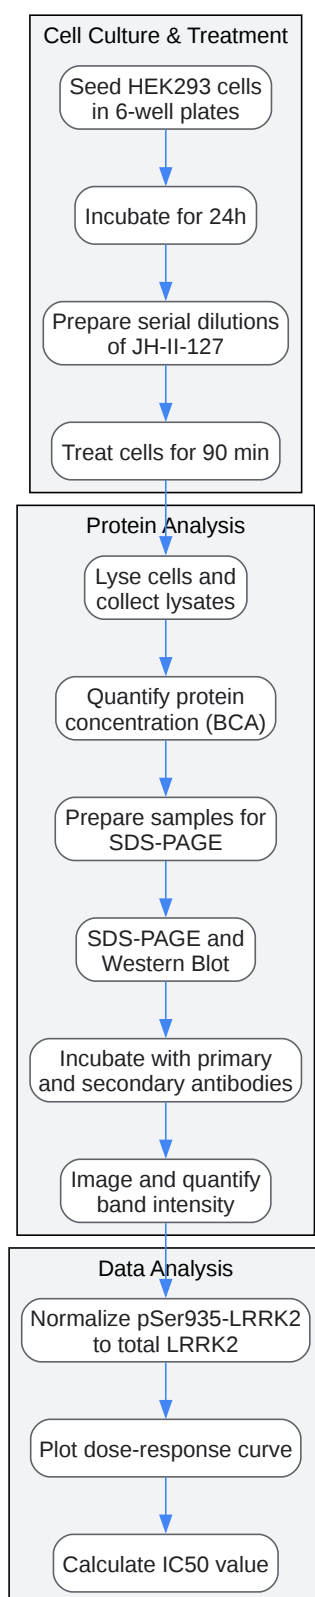 Cell Culture & Treatment
Seed HEK293 cells
in 6-well plates
Incubate for 24h
Prepare serial dilutions
of JH-II-127
Treat cells for 90 min
Protein Analysis
Lyse cells and
collect lysates
Quantify protein
concentration (BCA)
Prepare samples for
SDS-PAGE
SDS-PAGE and
Western Blot
Incubate with primary
and secondary antibodies
Image and quantify
band intensity
Data Analysis
Normalize pSer935-LRRK2
to total LRRK2
Plot dose-response curve
Calculate IC50 value